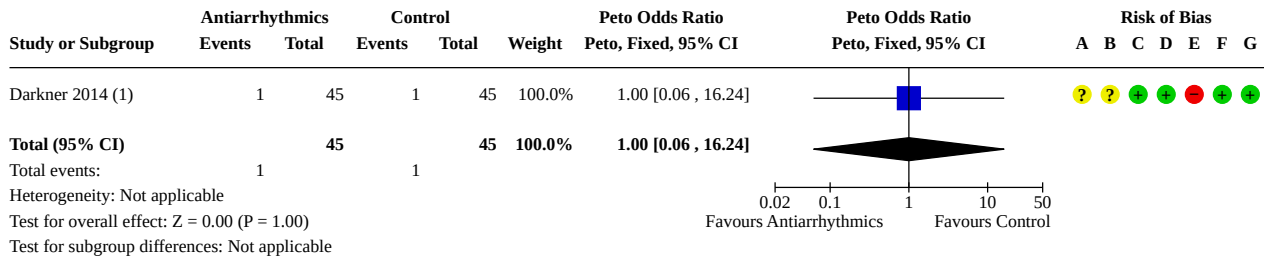 Antiarrhythmics Control Peto Odds Ratio Peto Odds Ratio Risk of Bias
Study or Subgroup Events Total Events Total Weight Peto, Fixed, 95% CI Peto, Fixed, 95% CI A B C D E F G
Darkner 2014 (1) 1 45 1 45 100.0% 1.00 [0.06 , 16.24] ? ? + + − + +
Total (95% CI) 45 45 100.0% 1.00 [0.06 , 16.24]
Total events: 1 1
Heterogeneity: Not applicable
0.02 0.1 1 10 50
Test for overall effect: Z = 0.00 (P = 1.00) Favours Antiarrhythmics Favours Control
Test for subgroup differences: Not applicable